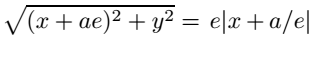 √(x + ae)² + y² = e|x + a/e|